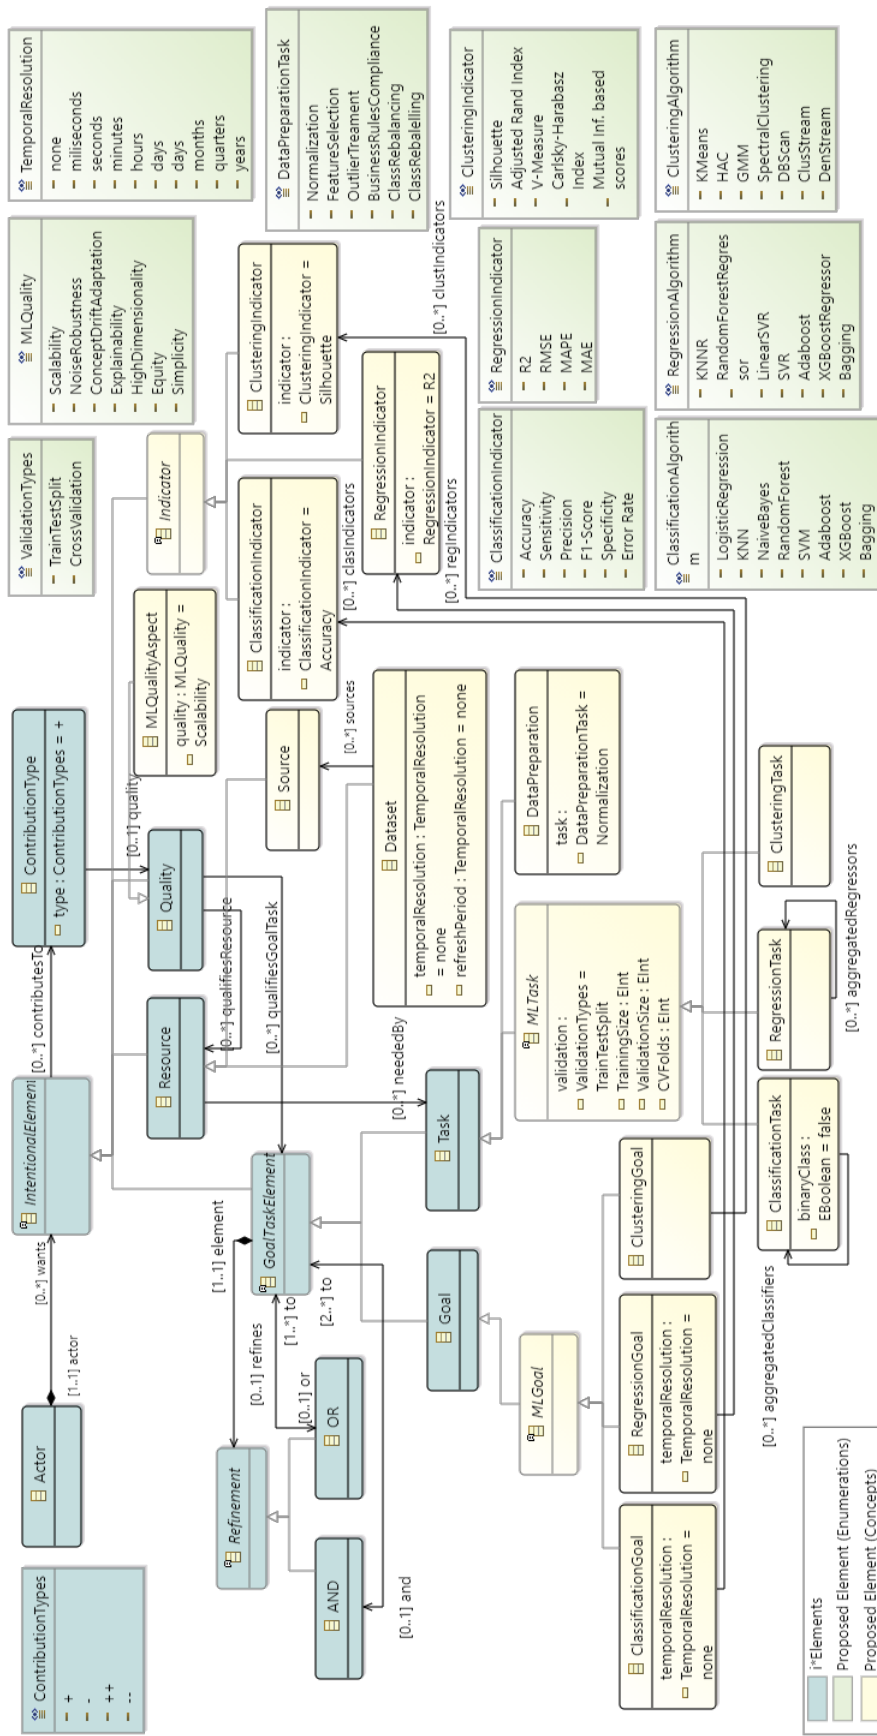 ContributionTypes
+
-
++
--
Actor
[1..1] actor
[0..*] wants
IntentionalElement
[0..*] contributesTo
ContributionType
type : ContributionTypes = +
ValidationTypes
TrainTestSplit
CrossValidation
MLQuality
Scalability
NoiseRobustness
ConceptDriftAdaptation
Explainability
HighDimensionality
Equity
Simplicity
TemporalResolution
none
miliseconds
seconds
minutes
hours
days
days
months
quarters
years
[0..1] quality
MLQualityAspect
quality : MLQuality =
Scalability
Indicator
Resource
Quality
[0..*] qualifiesResource
[0..*] qualifiesGoalTask
Refinement
[0..1] refines
[1..1] element
GoalTaskElement
[1..*] to
[2..*] to
[0..1] or
OR
AND
[0..1] and
Source
[0..*] sources
ClassificationIndicator
indicator :
ClassificationIndicator =
Accuracy
[0..*] clasIndicators
ClusteringIndicator
indicator :
ClusteringIndicator =
Silhouette
[0..*] clustIndicators
RegressionIndicator
indicator :
RegressionIndicator = R2
[0..*] regIndicators
DataPreparationTask
Normalization
FeatureSelection
OutlierTreament
BusinessRulesCompliance
ClassRebalancing
ClassRebalelling
Dataset
temporalResolution : TemporalResolution
= none
refreshPeriod : TemporalResolution = none
[0..*] neededBy
Goal
Task
MLGoal
MLTask
validation :
ValidationTypes =
TrainTestSplit
TrainingSize : EInt
ValidationSize : EInt
CVFolds : EInt
DataPreparation
task :
DataPreparationTask =
Normalization
ClassificationIndicator
Accuracy
Sensitivity
Precision
F1-Score
Specificity
Error Rate
RegressionIndicator
R2
RMSE
MAPE
MAE
ClusteringIndicator
Silhouette
Adjusted Rand Index
V-Measure
Carlsky-Harabasz
Index
Mutual Inf. based
scores
ClassificationGoal
temporalResolution :
TemporalResolution =
none
RegressionGoal
temporalResolution :
TemporalResolution =
none
ClusteringGoal
ClassificationTask
binaryClass :
EBoolean = false
[0..*] aggregatedClassifiers
RegressionTask
[0..*] aggregatedRegressors
ClusteringTask
ClassificationAlgorith
m
LogisticRegression
KNN
NaiveBayes
RandomForest
SVM
Adaboost
XGBoost
Bagging
RegressionAlgorithm
KNNR
RandomForestRegres
sor
LinearSVR
SVR
Adaboost
XGBoostRegressor
Bagging
ClusteringAlgorithm
KMeans
HAC
GMM
SpectralClustering
DBScan
ClusStream
DenStream
i*Elements
Proposed Element (Enumerations)
Proposed Element (Concepts)